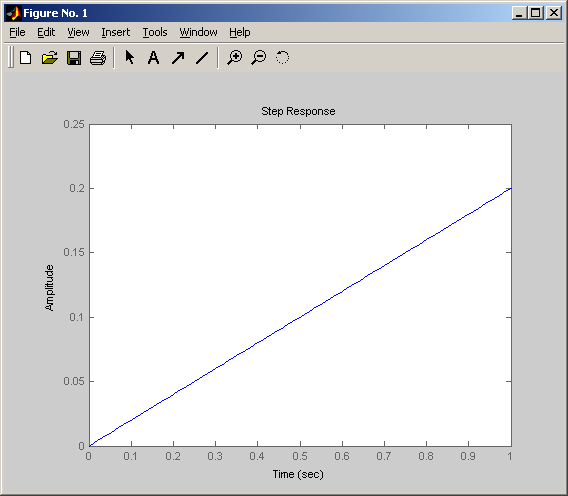 Figure No. 1
File Edit View Insert Tools Window Help
A
Step Response
0.25
0.2
0.15
0.1
0.05
0
Amplitude
0 0.1 0.2 0.3 0.4 0.5 0.6 0.7 0.8 0.9 1
Time (sec)